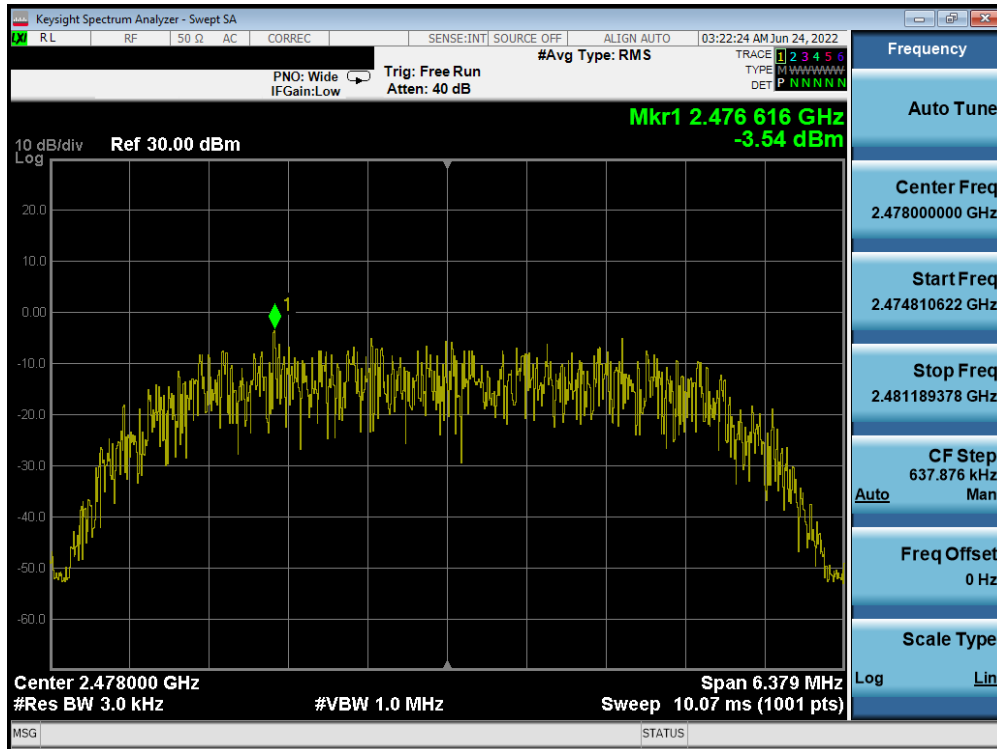 Keysight Spectrum Analyzer - Swept SA
LXI RL RF 50 Ω AC CORREC SENSE:INT SOURCE OFF ALIGN AUTO 03:22:24 AM Jun 24, 2022
#Avg Type: RMS TRACE 1 2 3 4 5 6
PNO: Wide Trig: Free Run TYPE M WWWWW
IFGain:Low Atten: 40 dB DET P N N N N N
Mkr1 2.476 616 GHz
-3.54 dBm
10 dB/div Ref 30.00 dBm
Log
20.0
10.0
0.00
-10.0
-20.0
-30.0
-40.0
-50.0
-60.0
1
Center 2.478000 GHz Span 6.379 MHz
#Res BW 3.0 kHz #VBW 1.0 MHz Sweep 10.07 ms (1001 pts)
MSG STATUS
Frequency
Auto Tune
Center Freq
2.478000000 GHz
Start Freq
2.474810622 GHz
Stop Freq
2.481189378 GHz
CF Step
637.876 kHz
Auto Man
Freq Offset
0 Hz
Scale Type
Log Lin